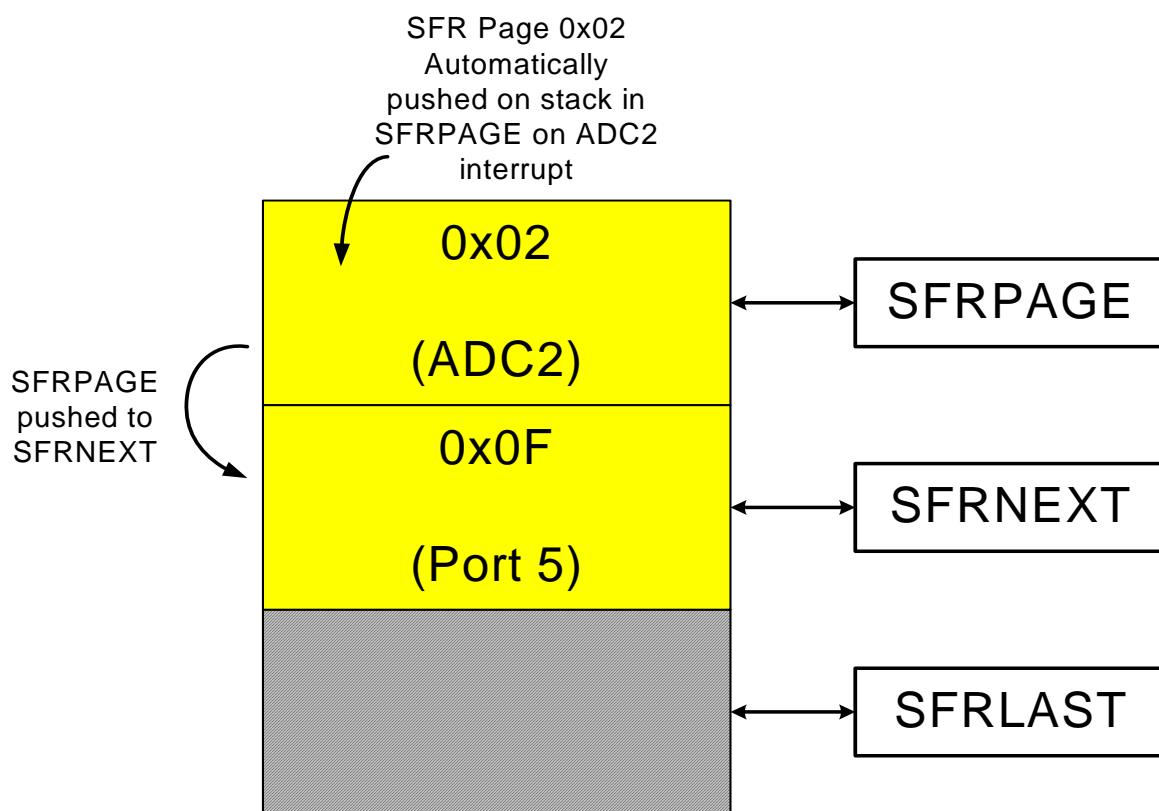 SFR Page 0x02
Automatically
pushed on stack in
SFRPAGE on ADC2
interrupt
0x02
(ADC2)
SFRPAGE
SFRPAGE
pushed to
SFRNEXT
0x0F
(Port 5)
SFRNEXT
SFRLAST